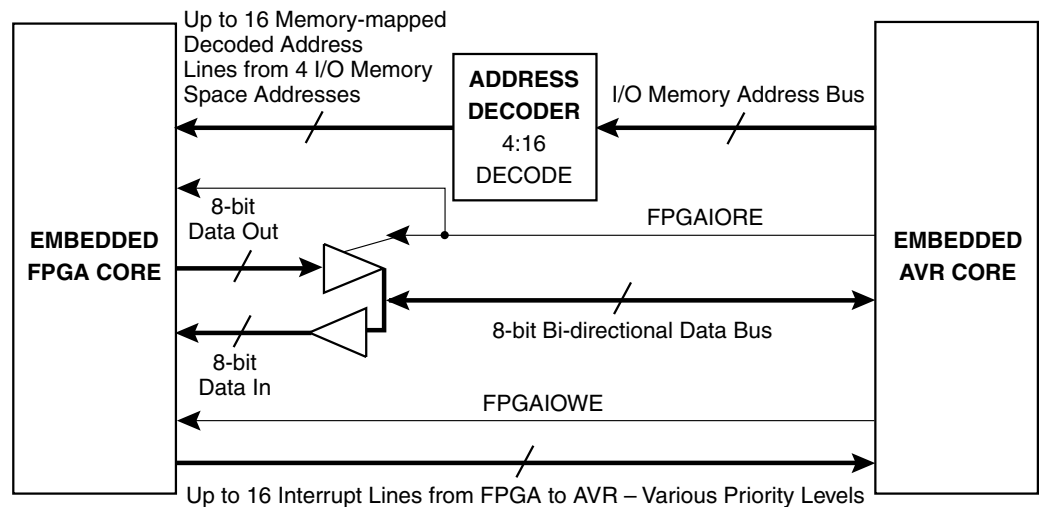 Up to 16 Memory-mapped
Decoded Address
Lines from 4 I/O Memory
Space Addresses
ADDRESS
DECODER
4:16
DECODE
I/O Memory Address Bus
8-bit
Data Out
FPGAIORE
EMBEDDED
FPGA CORE
EMBEDDED
AVR CORE
8-bit Bi-directional Data Bus
8-bit
Data In
FPGAIOWE
Up to 16 Interrupt Lines from FPGA to AVR – Various Priority Levels